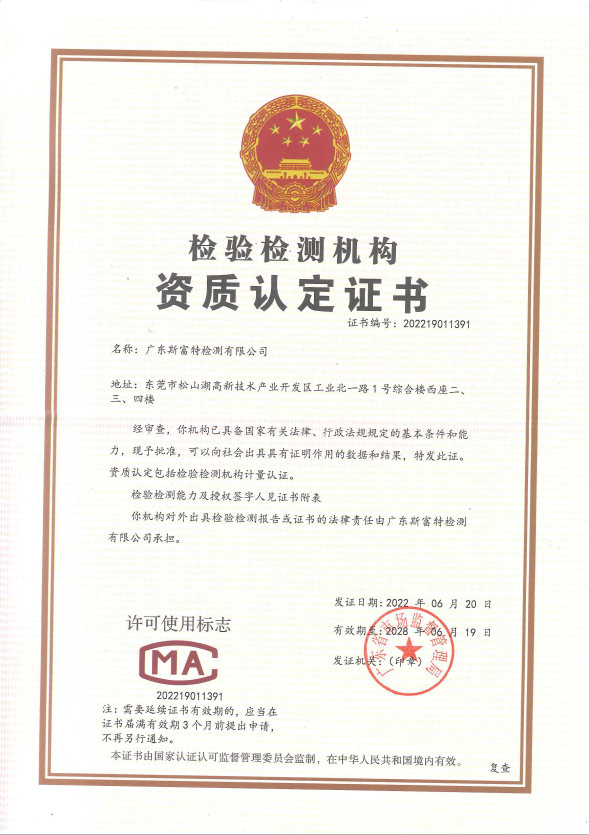 检验检测机构
资质认定证书
证书编号：202219011391
名称：广东斯富特检测有限公司
地址：东莞市松山湖高新技术产业开发区工业北一路1号综合楼西座二、
三、四楼
经审查，你机构已具备国家有关法律、行政法规规定的基本条件和能
力，现予批准，可以向社会出具具有证明作用的数据和结果，特发此证。
资质认定包括检验检测机构计量认证。
检验检测能力及授权签字人见证书附表
你机构对外出具检验检测报告或证书的法律责任由广东斯富特检测
有限公司承担。
发证日期：2022 年 06 月 20 日
许可使用标志
有效期至：2028 年 06 月 19 日
发证机关：（印章）
广东省市场监督管理局
MA
202219011391
注：需要延续证书有效期的，应当在
证书届满有效期3个月前提出申请，
不再另行通知。
本证书由国家认证认可监督管理委员会监制，在中华人民共和国境内有效。
复查